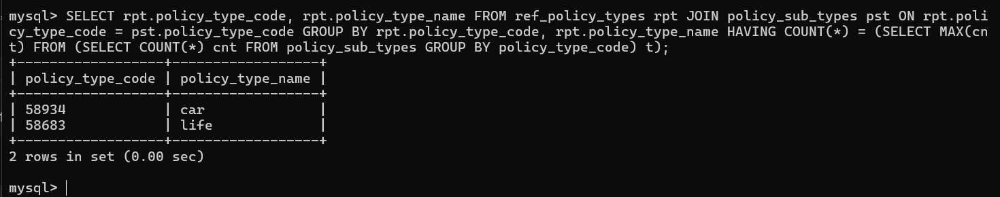 mysql> SELECT rpt.policy_type_code, rpt.policy_type_name FROM ref_policy_types rpt JOIN policy_sub_types pst ON rpt.poli
cy_type_code = pst.policy_type_code GROUP BY rpt.policy_type_code, rpt.policy_type_name HAVING COUNT(*) = (SELECT MAX(cn
t) FROM (SELECT COUNT(*) cnt FROM policy_sub_types GROUP BY policy_type_code) t);
+------------------+------------------+
| policy_type_code | policy_type_name |
+------------------+------------------+
| 58934            | car              |
| 58683            | life             |
+------------------+------------------+
2 rows in set (0.00 sec)
mysql>